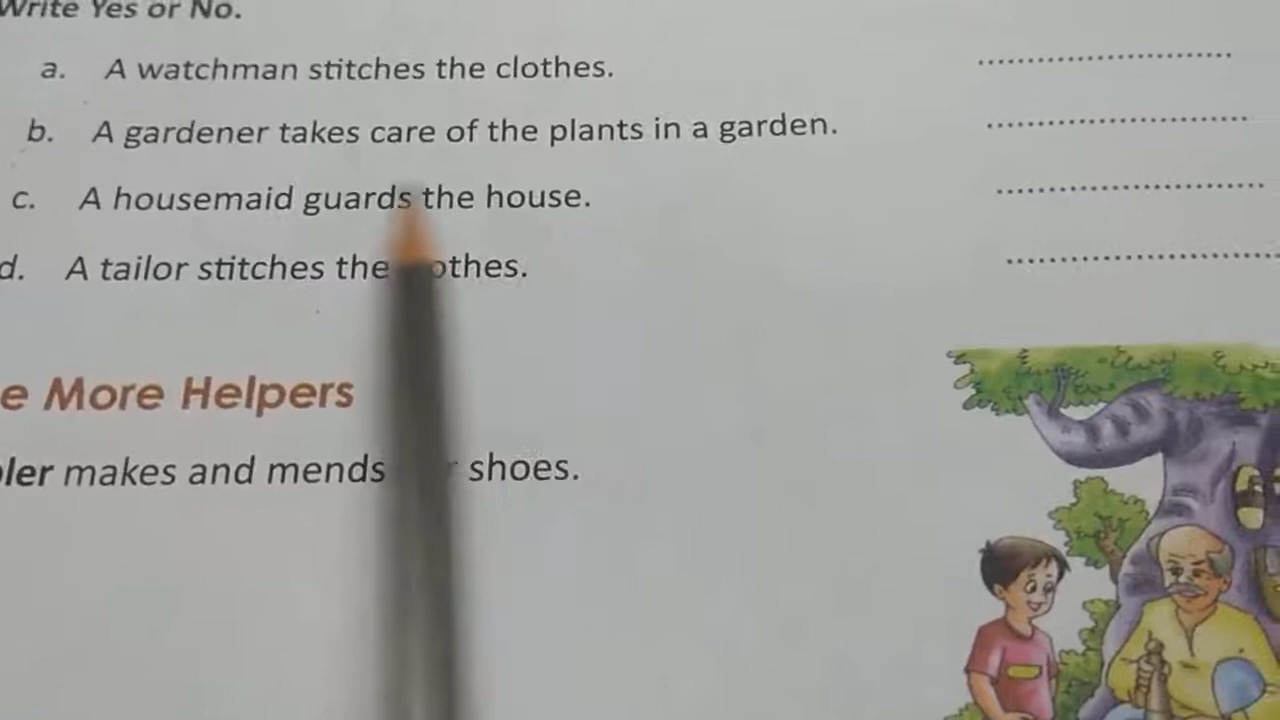 Write Yes or No.
a. A watchman stitches the clothes.
b. A gardener takes care of the plants in a garden.
c. A housemaid guards the house.
d. A tailor stitches the
e More Helpers
makes and mends shoes.